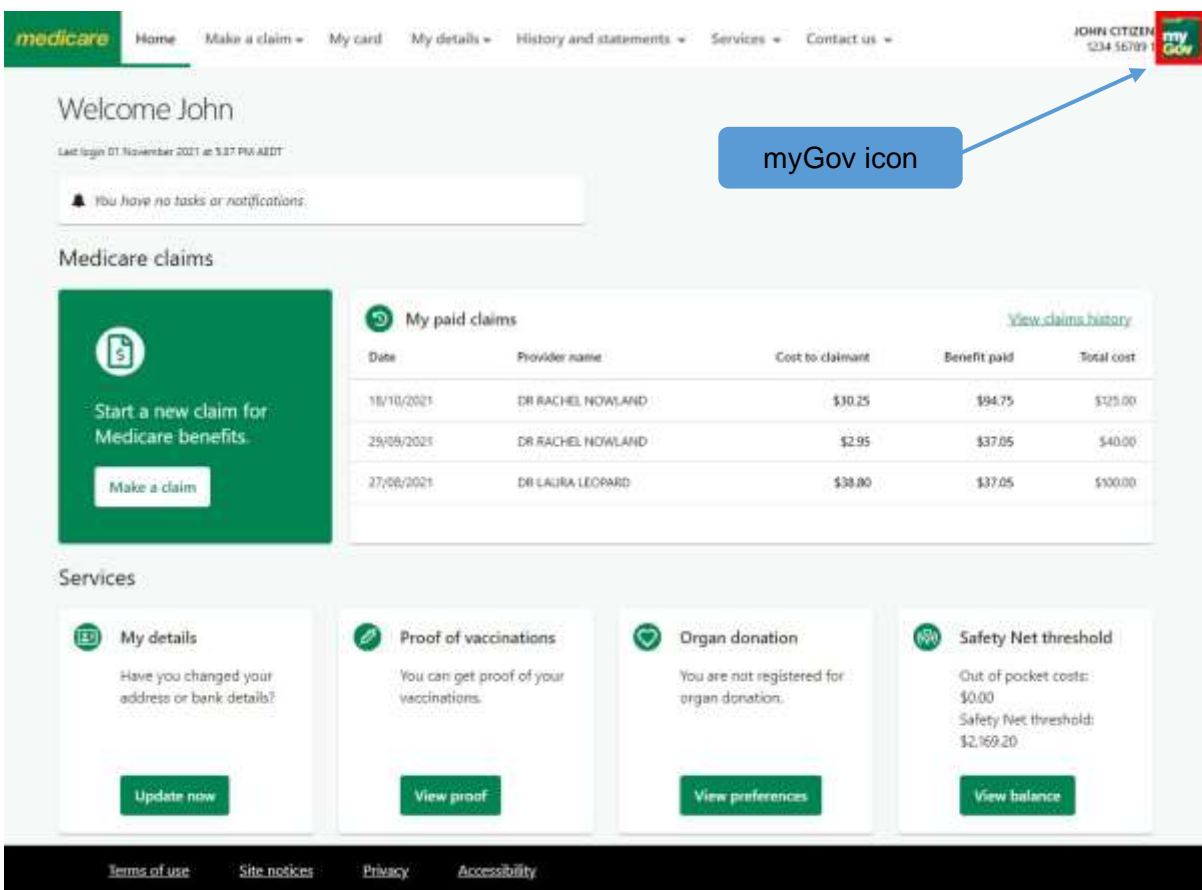 medicare Home Make a claim My card My details History and statements Services Contact us JOHN CITIZEN
1234 56789 1
my
Gov
Welcome John
Last login 01 November 2021 at 5:37 PM AEDT
myGov icon
You have no tasks or notifications.
Medicare claims
My paid claims View claims history
Date Provider name Cost to claimant Benefit paid Total cost
18/10/2021 DR RACHEL NOWLAND $30.25 $94.75 $125.00
29/09/2021 DR RACHEL NOWLAND $2.95 $37.05 $40.00
27/08/2021 DR LAURA LEOPARD $38.80 $37.05 $100.00
Start a new claim for
Medicare benefits.
Make a claim
Services
My details
Have you changed your
address or bank details?
Update now
Proof of vaccinations
You can get proof of your
vaccinations.
View proof
Organ donation
You are not registered for
organ donation.
View preferences
Safety Net threshold
Out of pocket costs:
$0.00
Safety Net threshold:
$2,169.20
View balance
Terms of use Site notices Privacy Accessibility